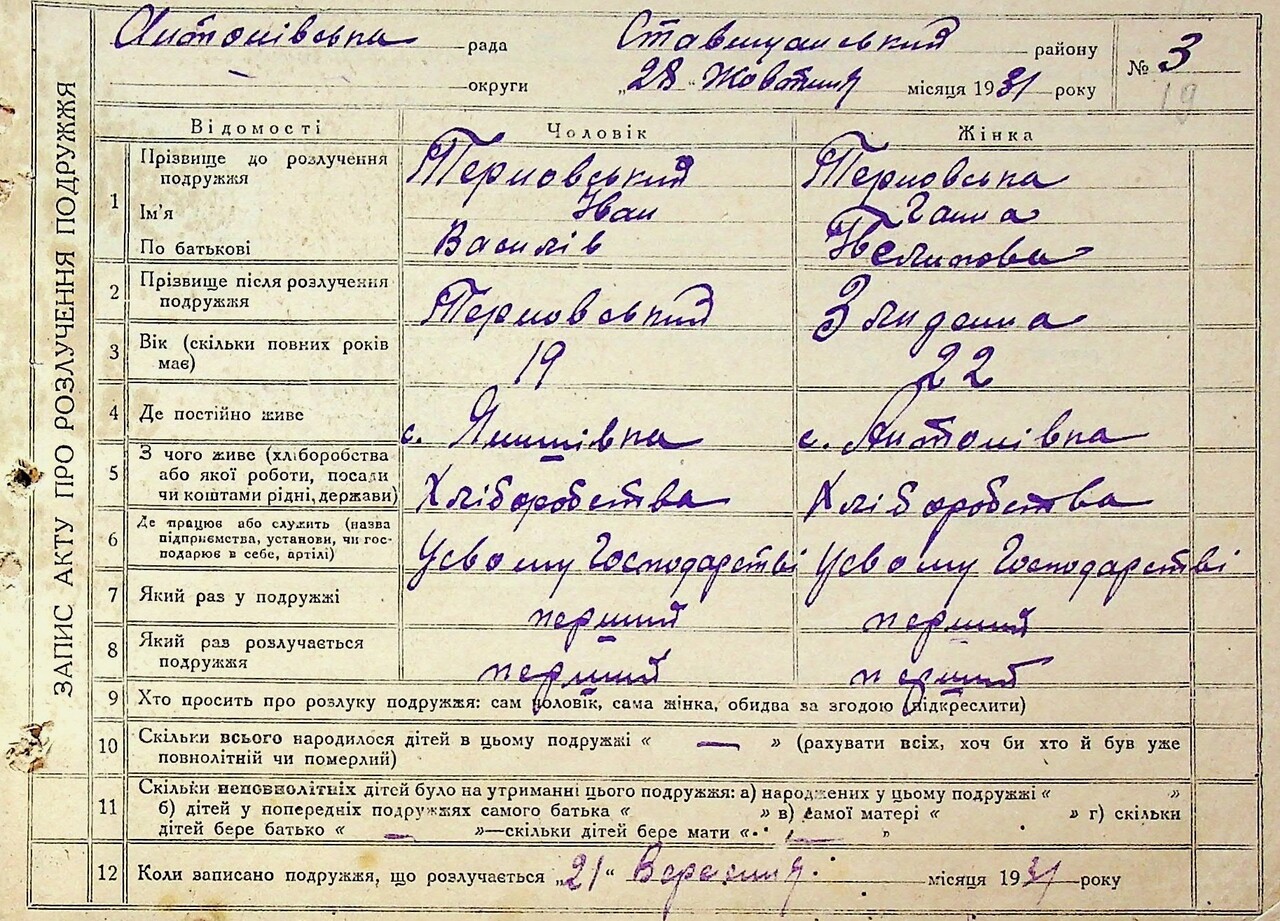 Антонівська рада Ставищанський району № 3
— округи „28" Жовтня місяця 1931 року 19
ЗАПИС АКТУ ПРО РОЗЛУЧЕННЯ ПОДРУЖЖЯ
Відомості Чоловік Жінка
1 Прізвище до розлучення подружжя Терновський Терновська
Ім'я Іван Ганна
По батькові Василів
2 Прізвище після розлучення подружжя Терновський
3 Вік (скільки повних років має) 19 22
4 Де постійно живе с. Янишівка с. Антонівка
5 З чого живе (хліборобства або якої роботи, посади чи коштами рідні, держави) Хліборобства Хліборобства
6 Де працює або служить (назва підприємства, установи, чи господарює в себе, артілі) Усвому Господарстві Усвому Господарстві
7 Який раз у подружжі перший перший
8 Який раз розлучається подружжя перший перший
9 Хто просить про розлуку подружжя: сам чоловік, сама жінка, обидва за згодою (підкреслити)
10 Скільки всього народилося дітей в цьому подружжі « — » (рахувати всіх, хоч би хто й був уже
повнолітній чи померлий)
11 Скільки неповнолітніх дітей було на утриманні цього подружжя: а) народжених у цьому подружжі « »
б) дітей у попередніх подружжях самого батька « » в) самої матері « » г) скільки
дітей бере батько « — »—скільки дітей бере мати « — »
12 Коли записано подружжя, що розлучається „21" Вересня місяця 1931 року